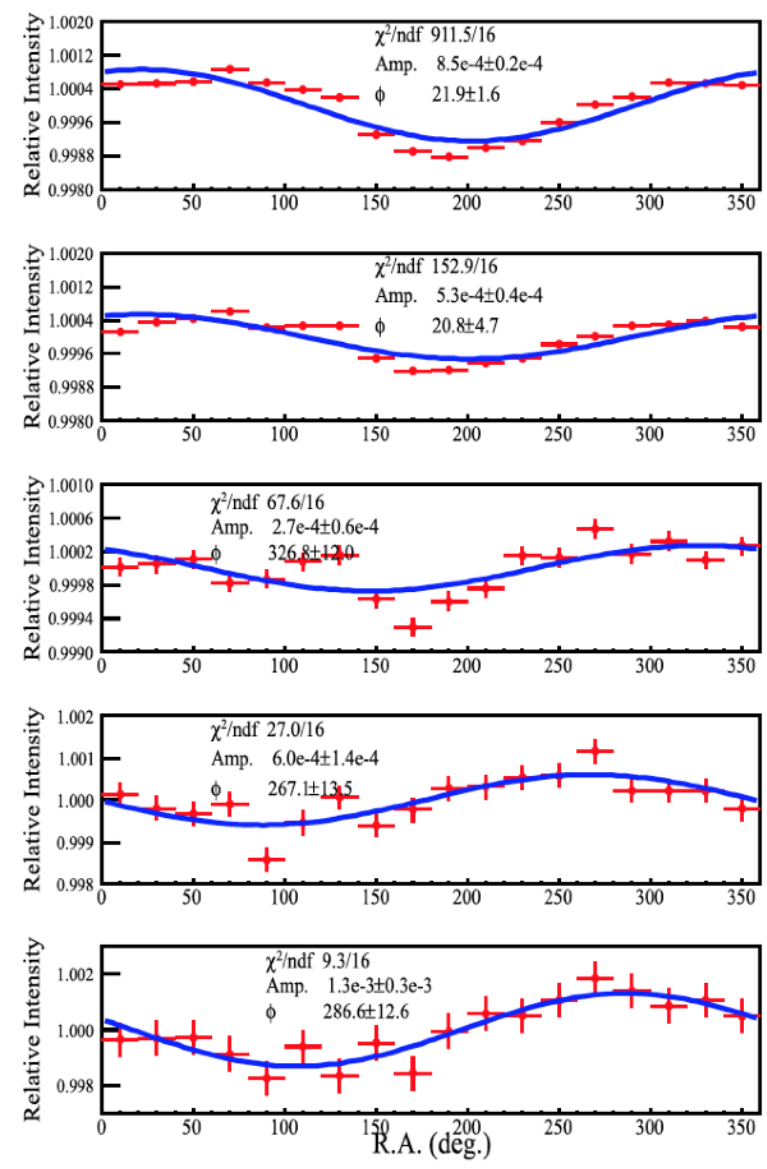 Relative Intensity
1.0020
1.0012
1.0004
0.9996
0.9988
0.9980
χ²/ndf 911.5/16
Amp. 8.5e-4±0.2e-4
ϕ 21.9±1.6
0 50 100 150 200 250 300 350
Relative Intensity
1.0020
1.0012
1.0004
0.9996
0.9988
0.9980
χ²/ndf 152.9/16
Amp. 5.3e-4±0.4e-4
ϕ 20.8±4.7
0 50 100 150 200 250 300 350
Relative Intensity
1.0010
1.0006
1.0002
0.9998
0.9994
0.9990
χ²/ndf 67.6/16
Amp. 2.7e-4±0.6e-4
ϕ 326.8±12.0
0 50 100 150 200 250 300 350
Relative Intensity
1.002
1.001
1.000
0.999
0.998
χ²/ndf 27.0/16
Amp. 6.0e-4±1.4e-4
ϕ 267.1±13.5
0 50 100 150 200 250 300 350
Relative Intensity
1.002
1.000
0.998
χ²/ndf 9.3/16
Amp. 1.3e-3±0.3e-3
ϕ 286.6±12.6
0 50 100 150 200 250 300 350
R.A. (deg.)